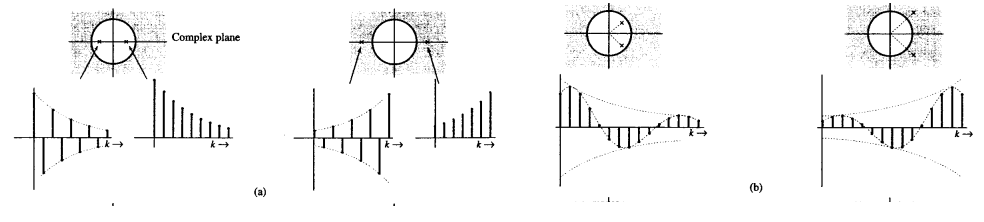 Complex plane
k →
k →
k →
k →
k →
k →
(a)
(b)